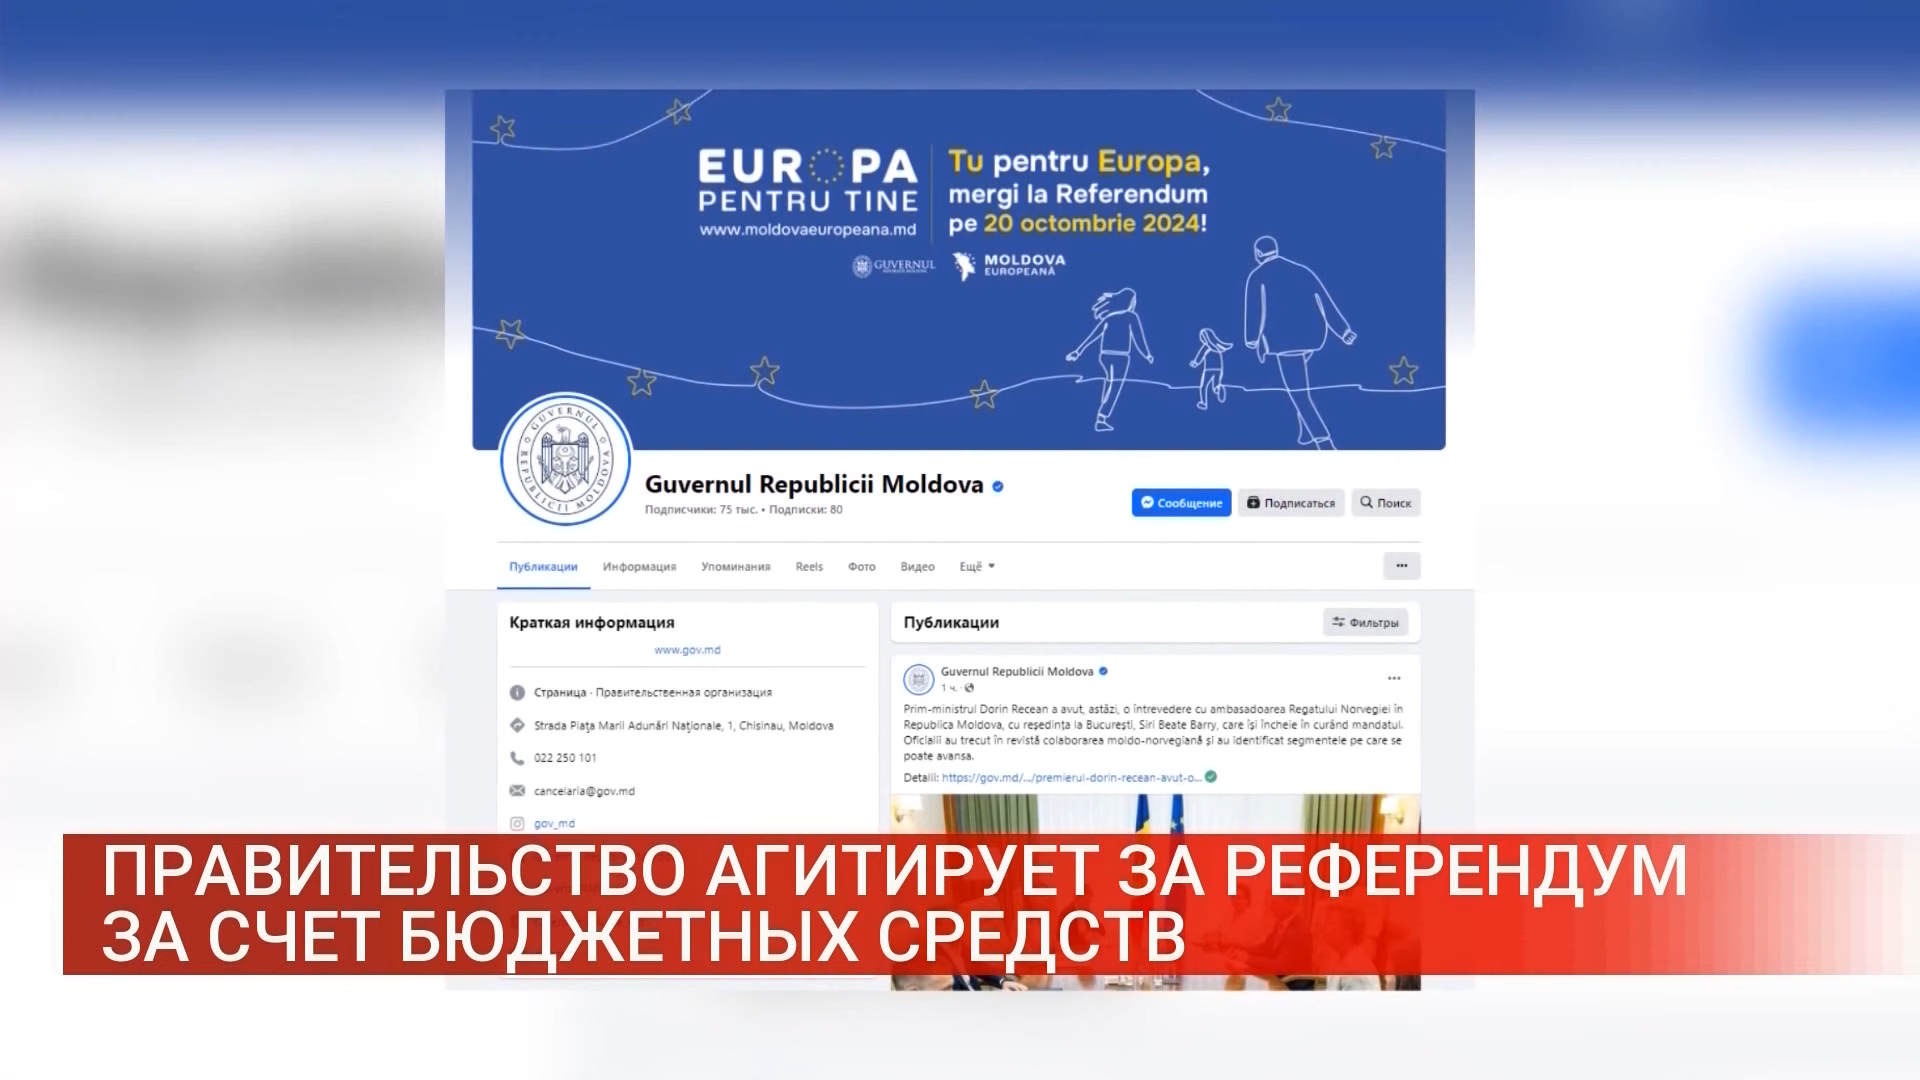 EUROPA
PENTRU TINE
www.moldovaeuropeana.md
Tu pentru Europa,
mergi la Referendum
pe 20 octombrie 2024!
GUVERNUL
MOLDOVA
EUROPEANĂ
GUVERNUL REPUBLICII MOLDOVA
Guvernul Republicii Moldova
Подписчики: 75 тыс. • Подписки: 80
Сообщение
Подписаться
Поиск
Публикации
Информация
Упоминания
Reels
Фото
Видео
Ещё
Краткая информация
www.gov.md
Страница · Правительственная организация
Strada Piața Marii Adunări Naționale, 1, Chisinau, Moldova
022 250 101
cancelaria@gov.md
gov_md
Публикации
Фильтры
Guvernul Republicii Moldova
1 ч. ·
Prim-ministrul Dorin Recean a avut, astăzi, o întrevedere cu ambasadoarea Regatului Norvegiei în
Republica Moldova, cu reședința la București, Siri Beate Barry, care își încheie în curând mandatul.
Oficialii au trecut în revistă colaborarea moldo-norvegiană și au identificat segmentele pe care se
poate avansa.
Detalii: https://gov.md/.../premierul-dorin-recean-avut-o...
ПРАВИТЕЛЬСТВО АГИТИРУЕТ ЗА РЕФЕРЕНДУМ
ЗА СЧЕТ БЮДЖЕТНЫХ СРЕДСТВ